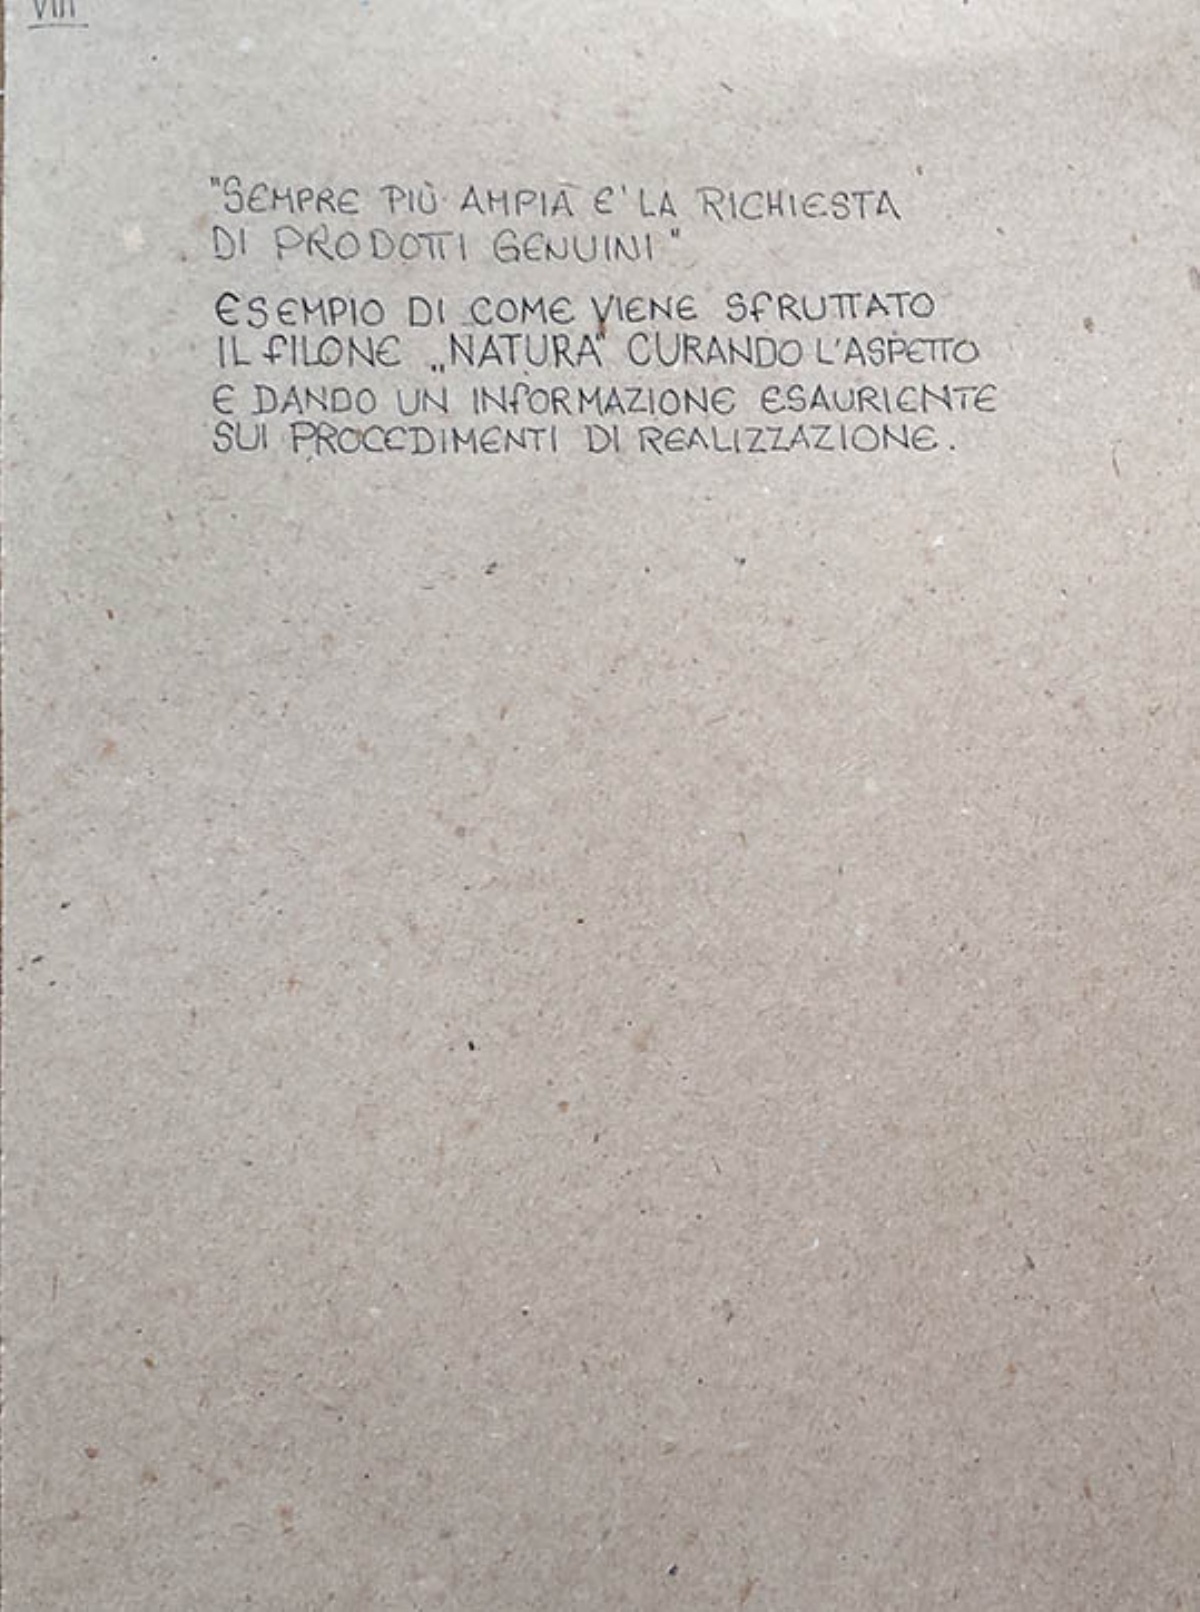 VIII
"SEMPRE PIÙ AMPIA E' LA RICHIESTA
DI PRODOTTI GENUINI"
ESEMPIO DI COME VIENE SFRUTTATO
IL FILONE „NATURA" CURANDO L'ASPETTO
E DANDO UN INFORMAZIONE ESAURIENTE
SUI PROCEDIMENTI DI REALIZZAZIONE.